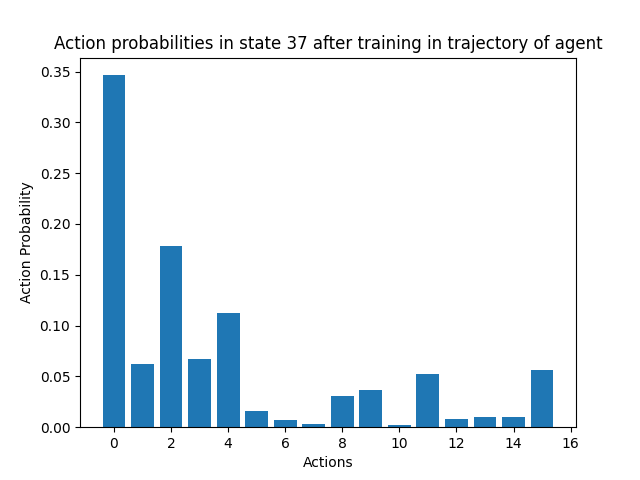 Action probabilities in state 37 after training in trajectory of agent
0.35
0.30
0.25
0.20
0.15
0.10
0.05
0.00
Action Probability
0 2 4 6 8 10 12 14 16
Actions